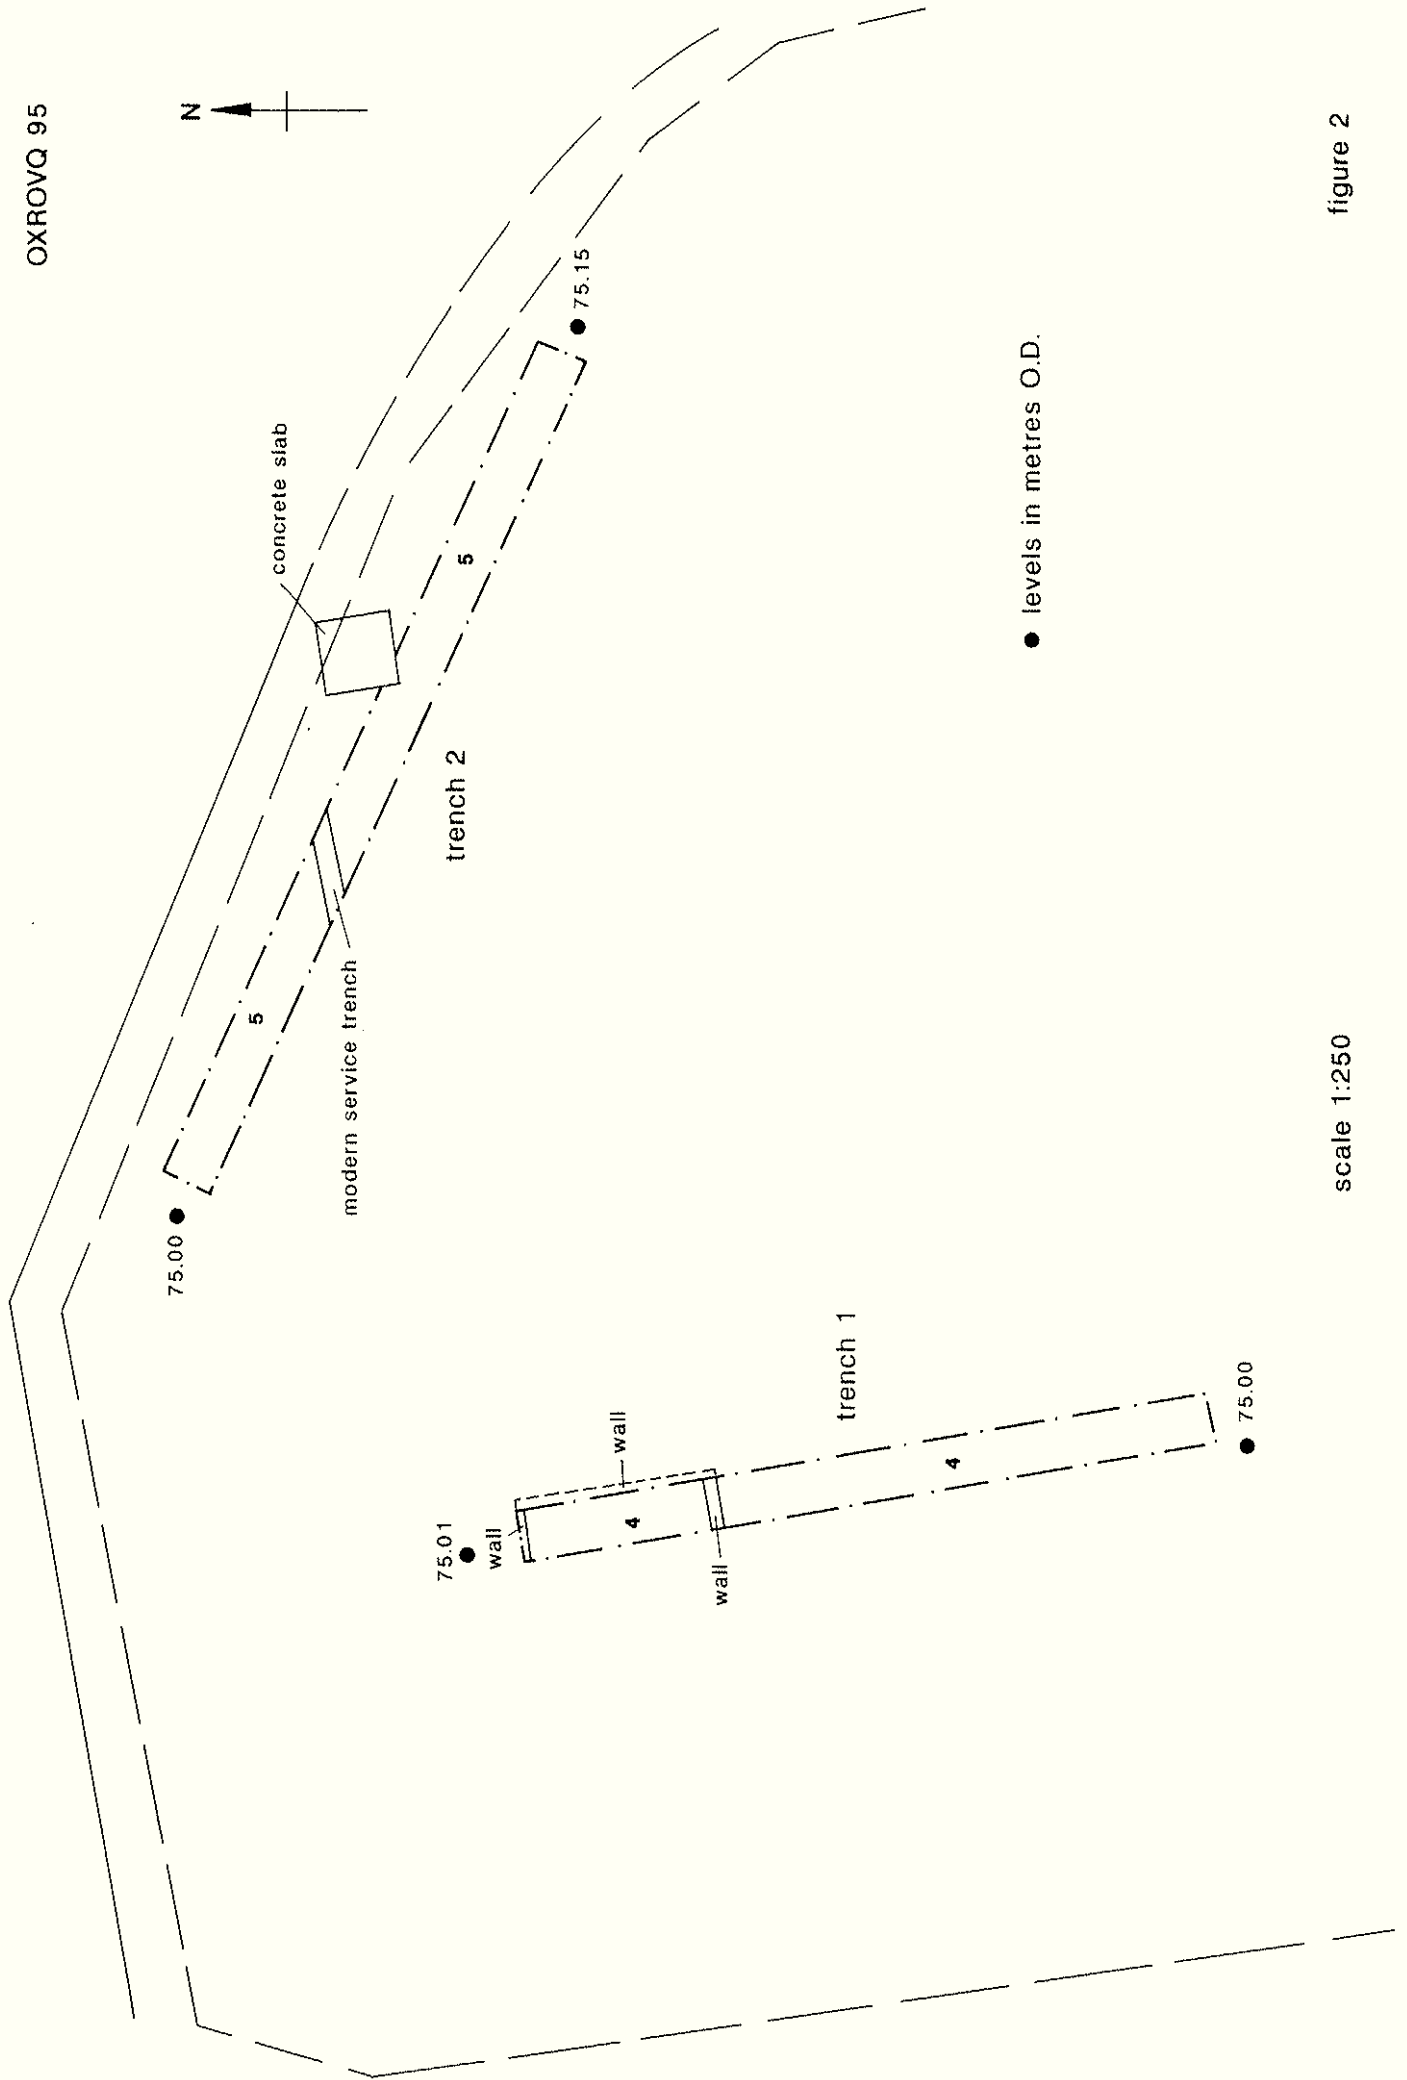 OXROVQ 95
N
concrete slab
75.15
5
trench 2
5
modern service trench
75.00
75.01
wall
wall
4
wall
trench 1
4
75.00
levels in metres O.D.
scale 1:250
figure 2